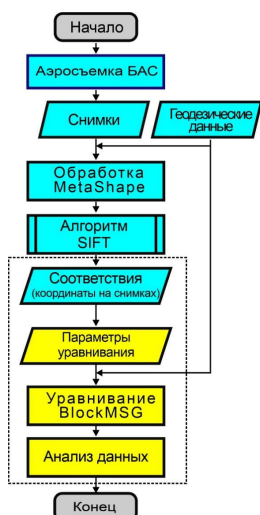 Начало
Аэросъемка БАС
Снимки
Геодезические
данные
Обработка
MetaShape
Алгоритм
SIFT
Соответствия
(координаты на снимках)
Параметры
уравнивания
Уравнивание
BlockMSG
Анализ данных
Конец